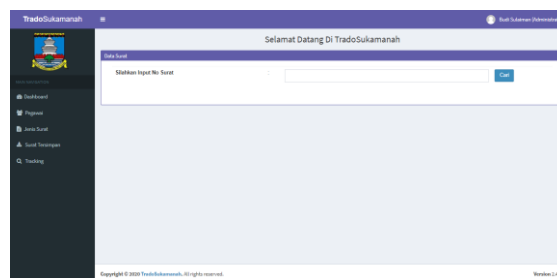 TradoSukamanah
Budi Sulaiman (Administrator
Selamat Datang Di TradoSukamanah
Data Surat
Silahkan Input No Surat :
Cari
Dashboard
Pegawai
Jenis Surat
Surat Tersimpan
Tracking
Copyright © 2020 TradoSukamanah. All rights reserved.
Version